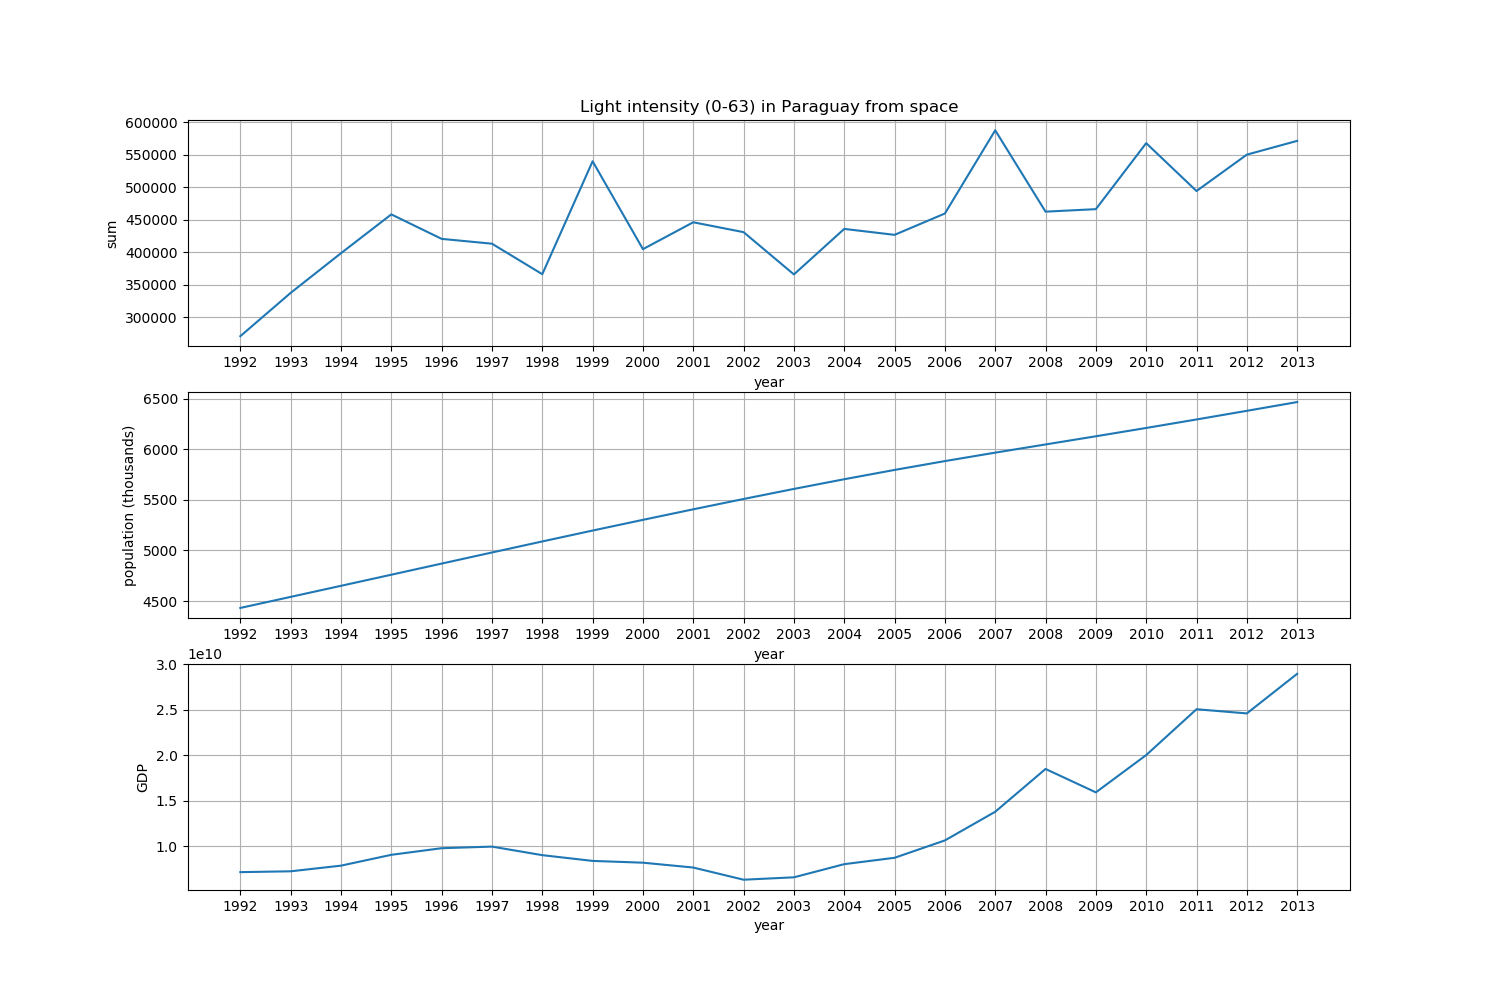 Light intensity (0-63) in Paraguay from space
600000
550000
500000
450000
400000
350000
300000
sum
1992 1993 1994 1995 1996 1997 1998 1999 2000 2001 2002 2003 2004 2005 2006 2007 2008 2009 2010 2011 2012 2013
year
6500
6000
5500
5000
4500
population (thousands)
1992 1993 1994 1995 1996 1997 1998 1999 2000 2001 2002 2003 2004 2005 2006 2007 2008 2009 2010 2011 2012 2013
year
1e10
3.0
2.5
2.0
1.5
1.0
GDP
1992 1993 1994 1995 1996 1997 1998 1999 2000 2001 2002 2003 2004 2005 2006 2007 2008 2009 2010 2011 2012 2013
year